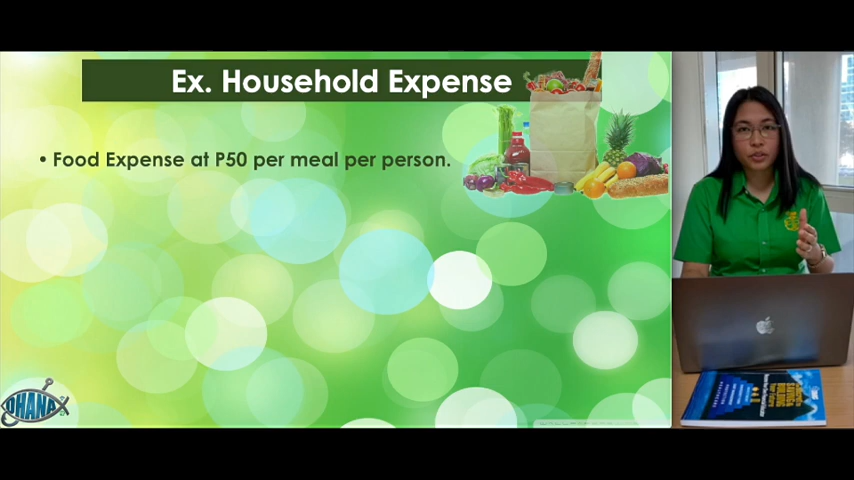 Ex. Household Expense
• Food Expense at P50 per meal per person.
OHANA